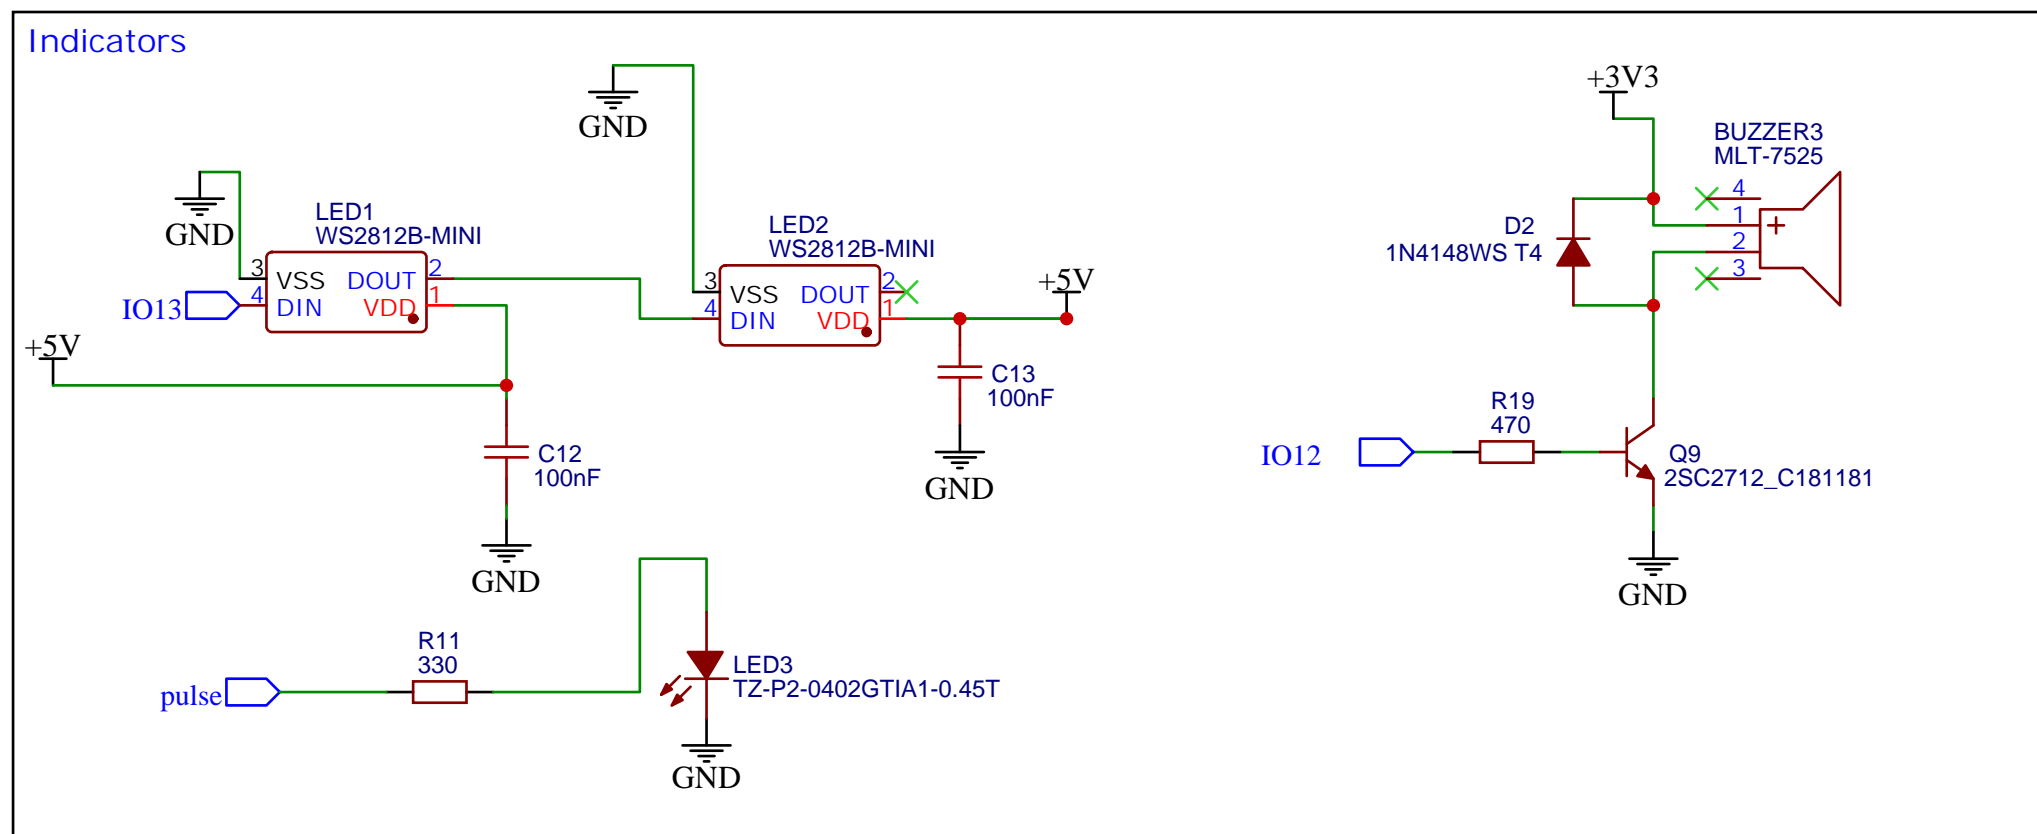 Indicators
GND
GND
LED1
WS2812B-MINI
3 VSS DOUT 2
4 DIN VDD 1
IO13
+5V
C12
100nF
GND
LED2
WS2812B-MINI
3 VSS DOUT 2
4 DIN VDD 1
+5V
C13
100nF
GND
pulse
R11
330
LED3
TZ-P2-0402GTIA1-0.45T
GND
+3V3
BUZZER3
MLT-7525
4
1 +
2
3
D2
1N4148WS T4
R19
470
IO12
Q9
2SC2712_C181181
GND